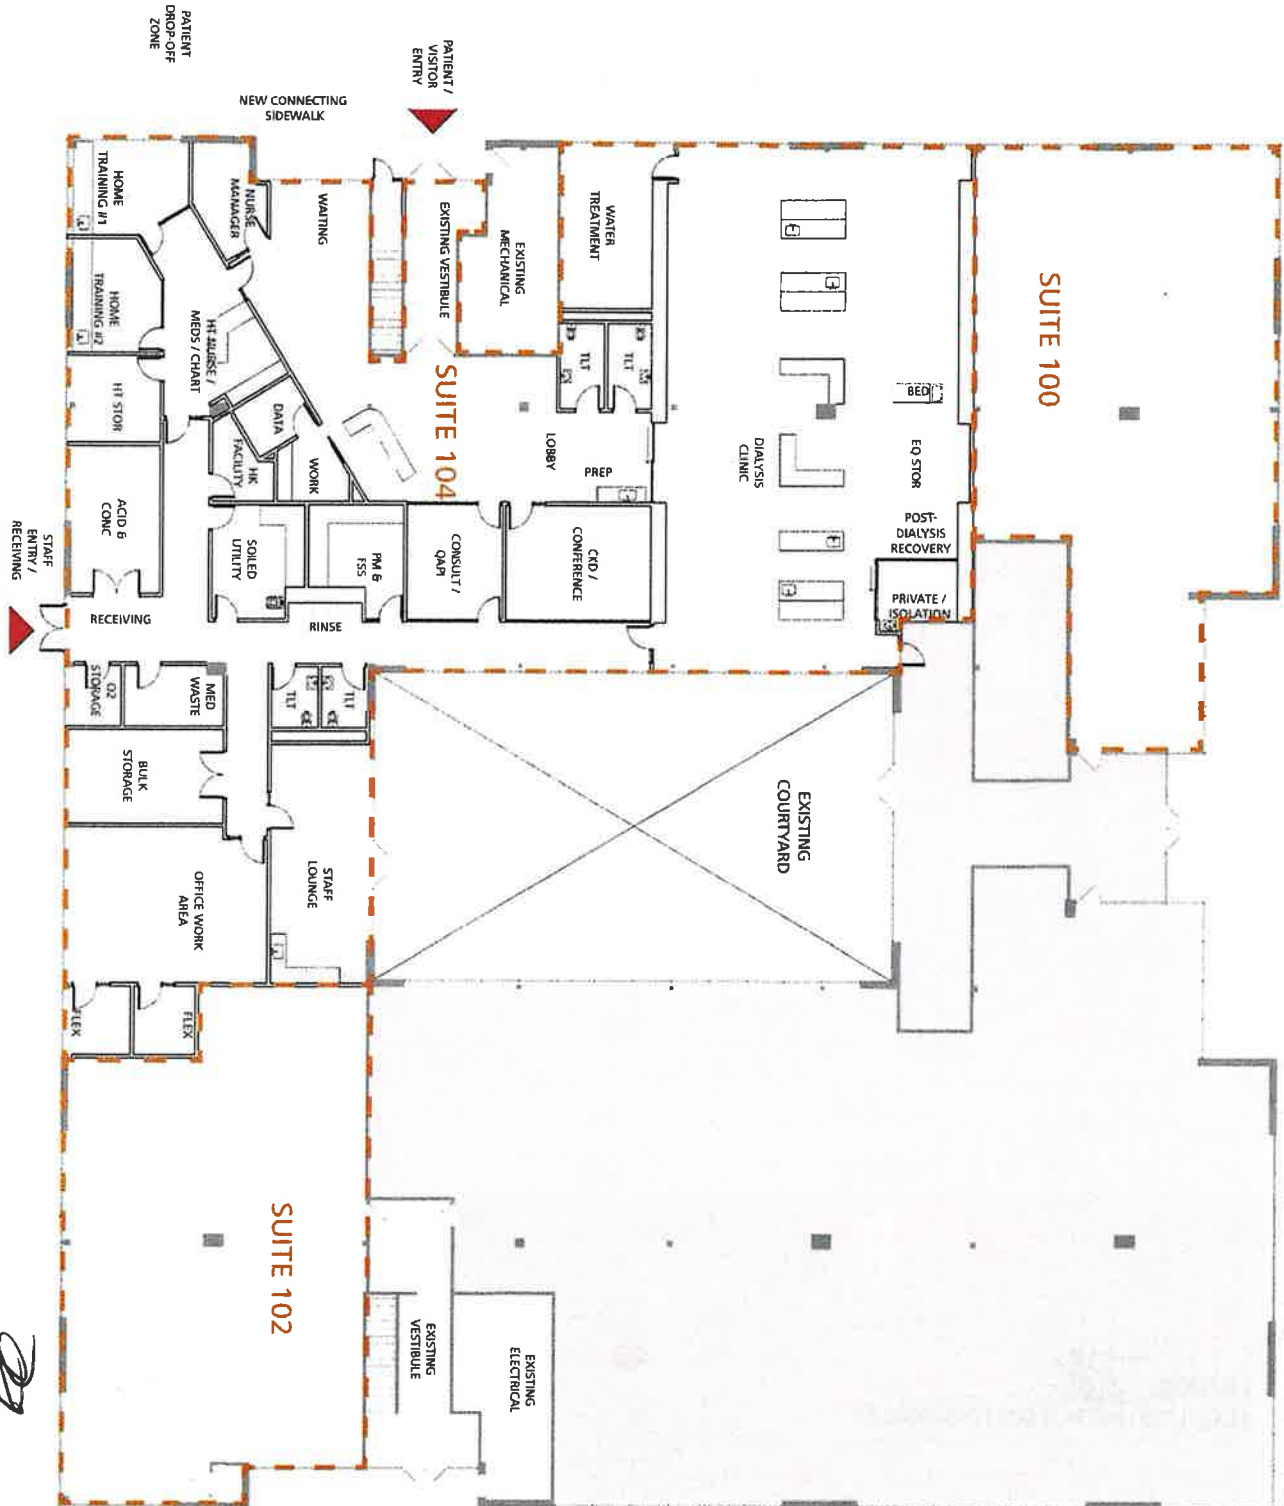 PATIENT
DROP-OFF
ZONE
PATIENT /
VISITOR
ENTRY
NEW CONNECTING
SIDEWALK
HOME
TRAINING #1
NURSE
MANAGER
WAITING
EXISTING VESTIBULE
EXISTING
MECHANICAL
WATER
TREATMENT
SUITE 100
HOME
TRAINING #2
HT NURSE /
MEDS / CHART
TLT
TLT
HT STOR
DATA
HK
FACILITY
WORK
SUITE 104
LOBBY
PREP
DIALYSIS
CLINIC
BED
EQ STOR
POST-
DIALYSIS
RECOVERY
PRIVATE /
ISOLATION
ACID &
CONC
SOILED
UTILITY
PM &
FSS
CONSULT /
QAPI
CKD /
CONFERENCE
STAFF
ENTRY /
RECEIVING
RECEIVING
RINSE
O2
STORAGE
MED
WASTE
TLT
TLT
BULK
STORAGE
EXISTING
COURTYARD
OFFICE WORK
AREA
STAFF
LOUNGE
FLEX
FLEX
SUITE 102
EXISTING
VESTIBULE
EXISTING
ELECTRICAL